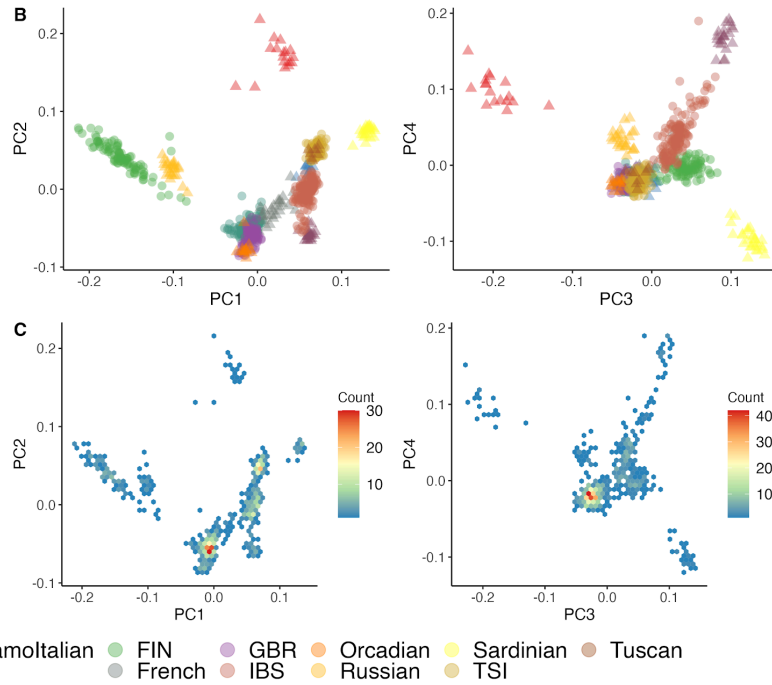 B
0.2
0.1
0.0
-0.1
PC2
-0.2 -0.1 0.0 0.1
PC1
0.2
0.1
0.0
-0.1
PC4
-0.2 -0.1 0.0 0.1
PC3
C
0.2
0.1
0.0
-0.1
PC2
-0.2 -0.1 0.0 0.1
PC1
Count
30
20
10
0.2
0.1
0.0
-0.1
PC4
-0.2 -0.1 0.0 0.1
PC3
Count
40
30
20
10
amoItalian FIN GBR Orcadian Sardinian Tuscan
French IBS Russian TSI